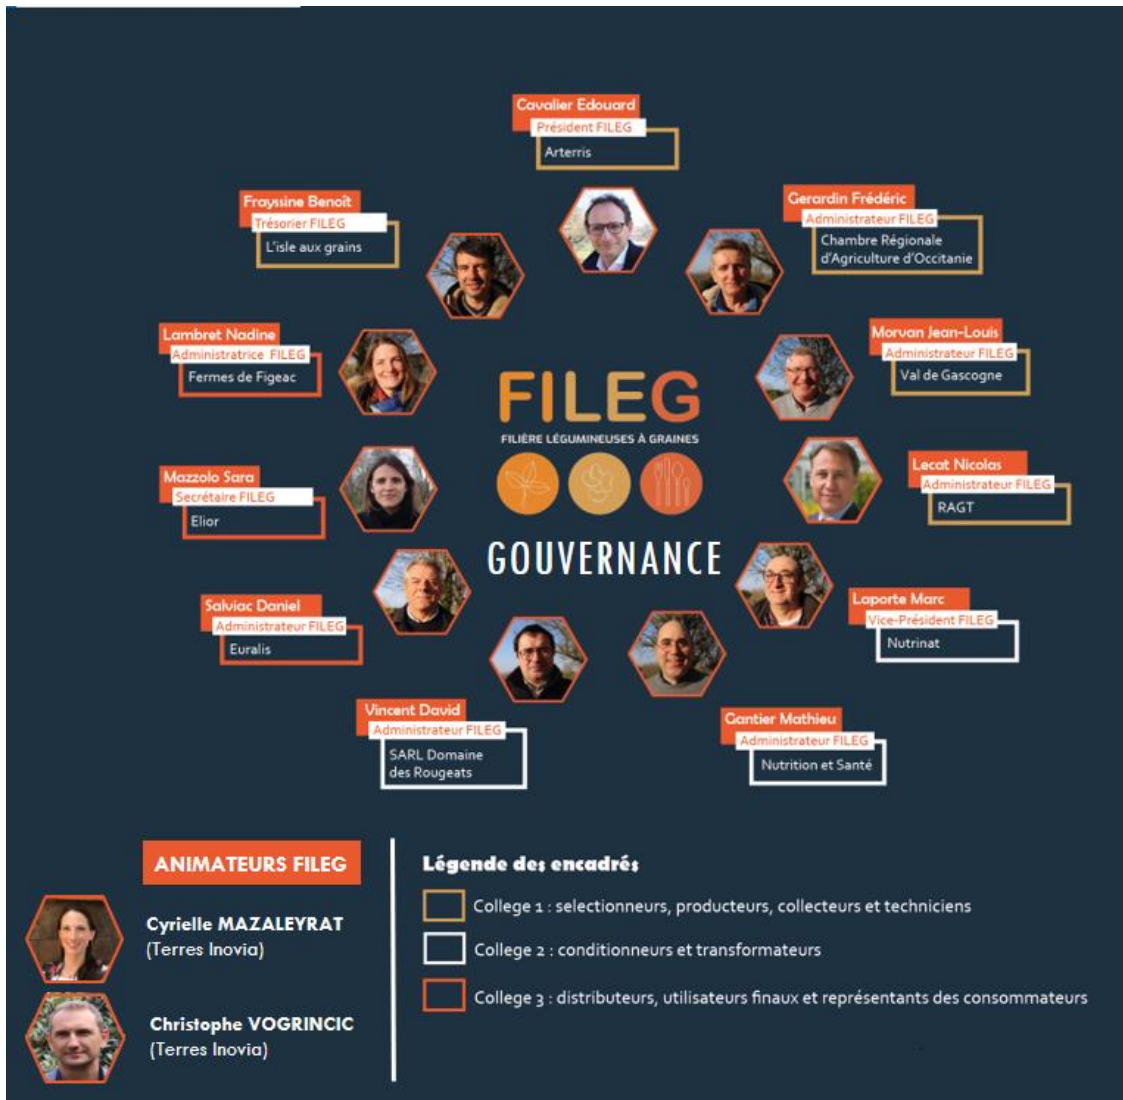 Cavalier Edouard
Président FILEG
Arterris
Frayssine Benoît
Trésorier FILEG
L'isle aux grains
Gerardin Frédéric
Administrateur FILEG
Chambre Régionale
d'Agriculture d'Occitanie
Lambret Nadine
Administratrice FILEG
Fermes de Figeac
Morvan Jean-Louis
Administrateur FILEG
Val de Gascogne
FILEG
FILIÈRE LÉGUMINEUSES À GRAINES
Mazzolo Sara
Secrétaire FILEG
Elior
Lecat Nicolas
Administrateur FILEG
RAGT
GOUVERNANCE
Salviac Daniel
Administrateur FILEG
Euralis
Laporte Marc
Vice-Président FILEG
Nutrinat
Vincent David
Administrateur FILEG
SARL Domaine
des Rougeats
Gantier Mathieu
Administrateur FILEG
Nutrition et Santé
ANIMATEURS FILEG
Cyrielle MAZALEYRAT
(Terres Inovia)
Christophe VOGRINCIC
(Terres Inovia)
Légende des encadrés
College 1 : selectionneurs, producteurs, collecteurs et techniciens
College 2 : conditionneurs et transformateurs
College 3 : distributeurs, utilisateurs finaux et représentants des consommateurs